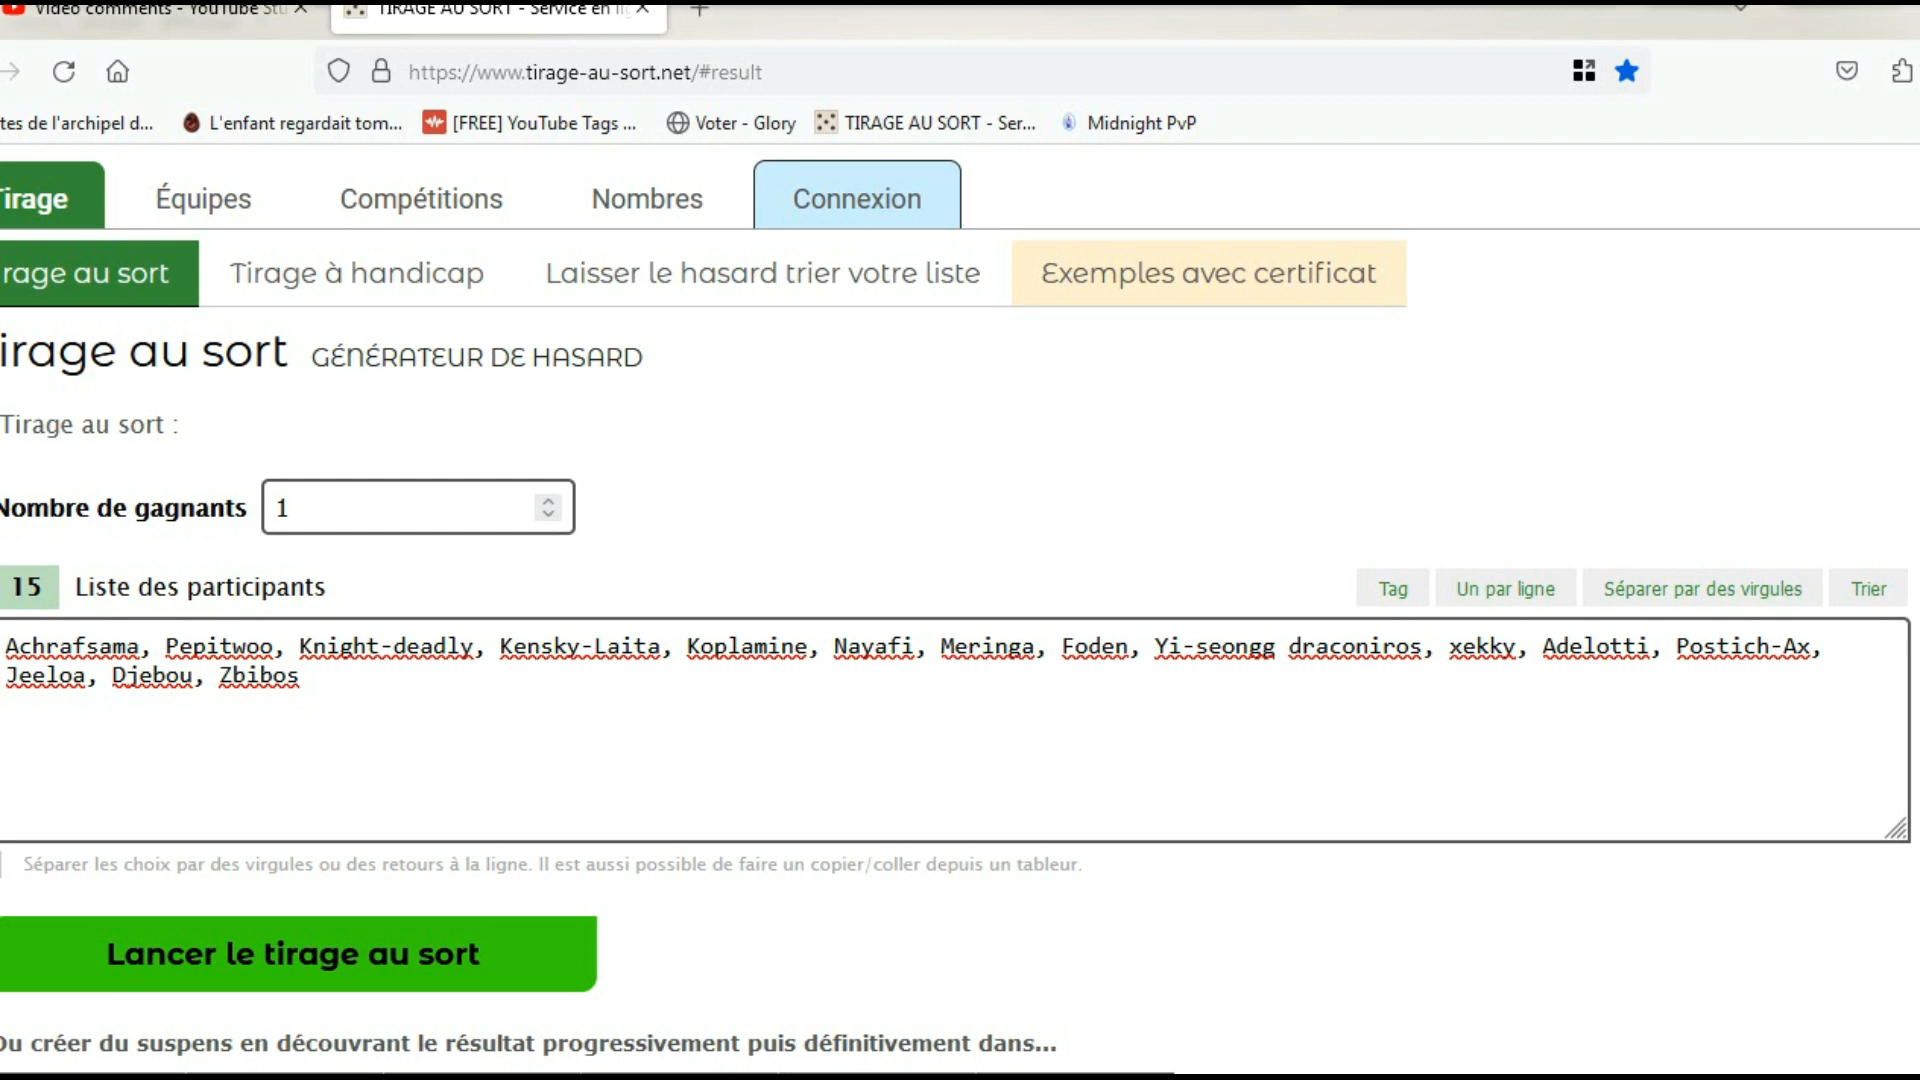 Video comments - YouTube Stu
TIRAGE AU SORT - Service en lig
https://www.tirage-au-sort.net/#result
tes de l'archipel d...
L'enfant regardait tom...
[FREE] YouTube Tags ...
Voter - Glory
TIRAGE AU SORT - Ser...
Midnight PvP
Tirage
Équipes
Compétitions
Nombres
Connexion
rage au sort
Tirage à handicap
Laisser le hasard trier votre liste
Exemples avec certificat
irage au sort GÉNÉRATEUR DE HASARD
Tirage au sort :
Nombre de gagnants 1
15 Liste des participants
Tag
Un par ligne
Séparer par des virgules
Trier
Achrafsama, Pepitwoo, Knight-deadly, Kensky-Laita, Koplamine, Nayafi, Meringa, Foden, Yi-seongg draconiros, xekky, Adelotti, Postich-Ax,
Jeeloa, Djebou, Zbibos
Séparer les choix par des virgules ou des retours à la ligne. Il est aussi possible de faire un copier/coller depuis un tableur.
Lancer le tirage au sort
Ou créer du suspens en découvrant le résultat progressivement puis définitivement dans...